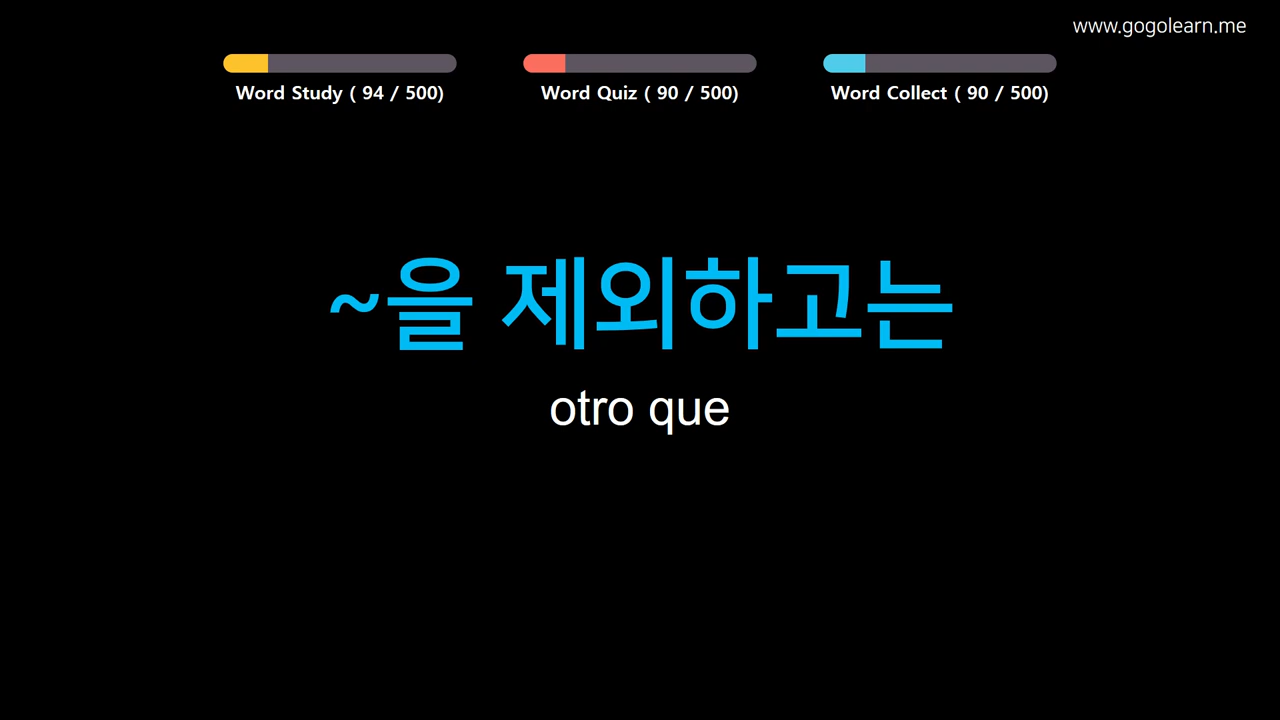 www.gogolearn.me
Word Study ( 94 / 500)
Word Quiz ( 90 / 500)
Word Collect ( 90 / 500)
~을 제외하고는
otro que